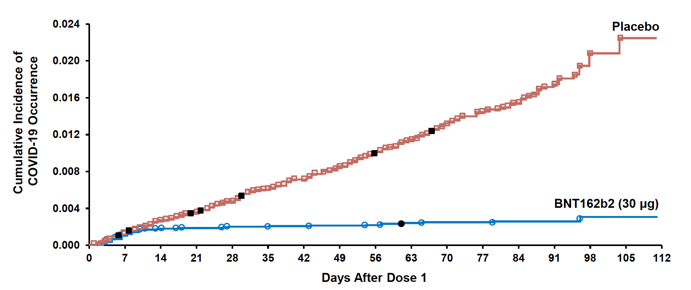 Cumulative Incidence of
COVID-19 Occurrence
0.024
0.020
0.016
0.012
0.008
0.004
0.000
Placebo
BNT162b2 (30 μg)
0 7 14 21 28 35 42 49 56 63 70 77 84 91 98 105 112
Days After Dose 1